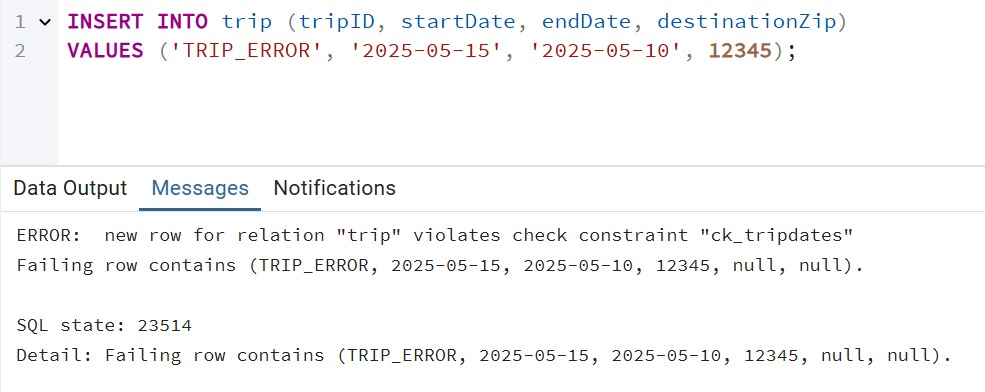 1 INSERT INTO trip (tripID, startDate, endDate, destinationZip)
2 VALUES ('TRIP_ERROR', '2025-05-15', '2025-05-10', 12345);
Data Output Messages Notifications
ERROR:  new row for relation "trip" violates check constraint "ck_tripdates"
Failing row contains (TRIP_ERROR, 2025-05-15, 2025-05-10, 12345, null, null).
SQL state: 23514
Detail: Failing row contains (TRIP_ERROR, 2025-05-15, 2025-05-10, 12345, null, null).